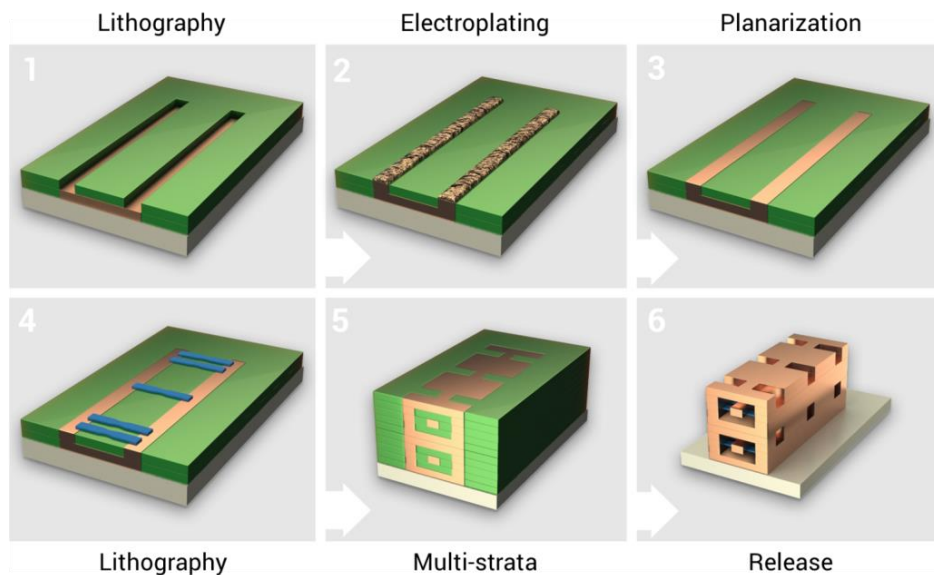 Lithography
Electroplating
Planarization
1
2
3
4
5
6
Lithography
Multi-strata
Release